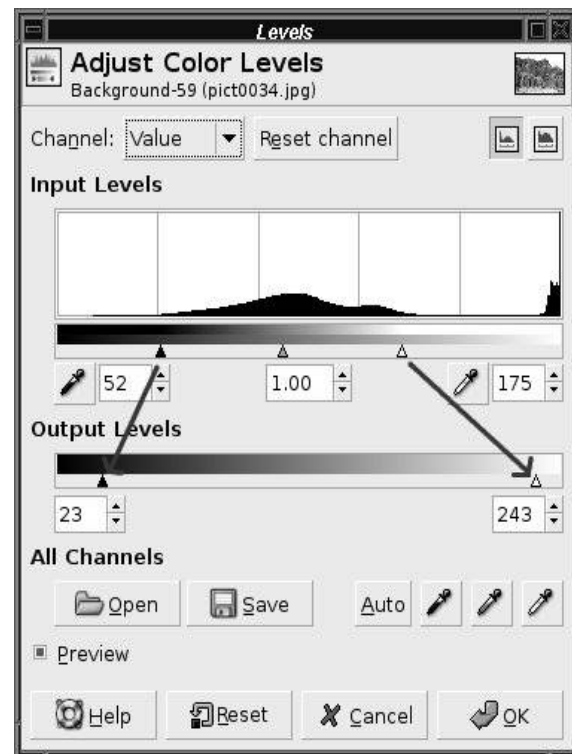 Levels
Adjust Color Levels
Background-59 (pict0034.jpg)
Channel: Value Reset channel
Input Levels
52 1.00 175
Output Levels
23 243
All Channels
Open Save Auto
Preview
Help Reset Cancel OK